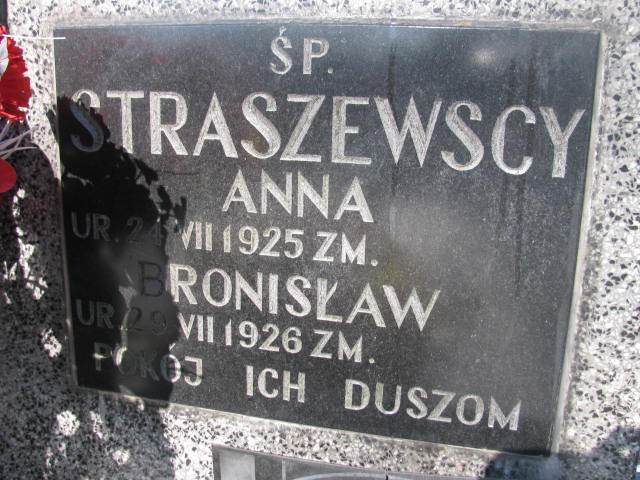 ŚP.
STRASZEWSCY
ANNA
UR. 24 VII 1925 ZM.
BRONISŁAW
UR. 29 VII 1926 ZM.
POKÓJ ICH DUSZOM